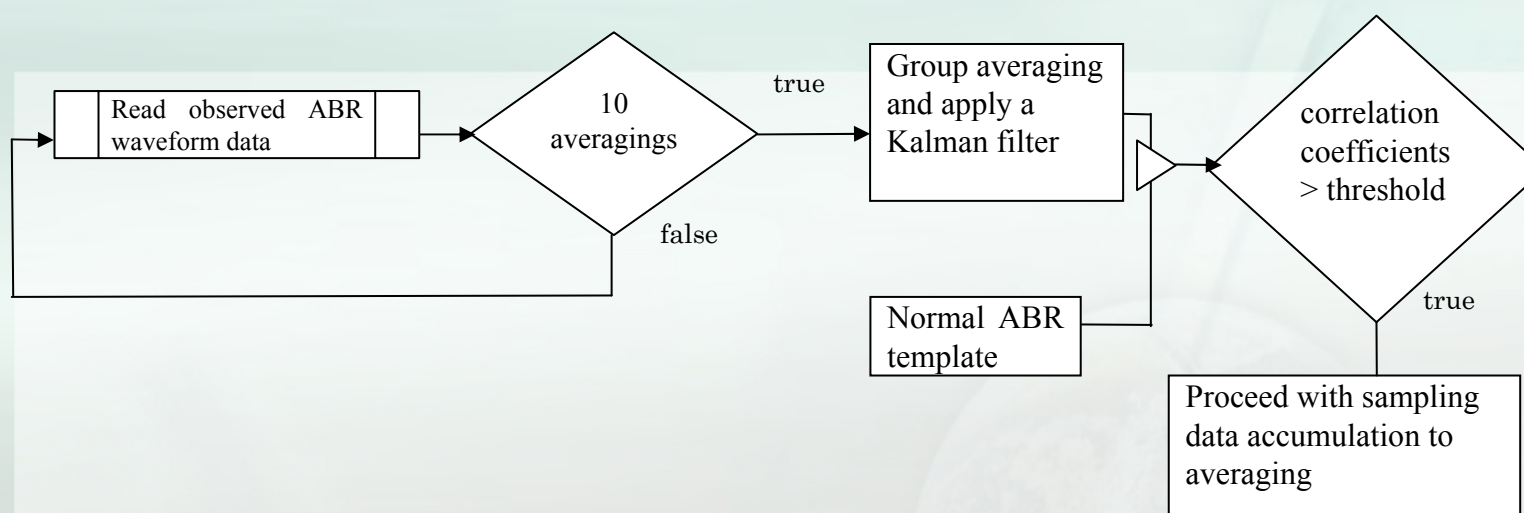 Read observed ABR
waveform data
10
averagings
true
false
Group averaging
and apply a
Kalman filter
Normal ABR
template
correlation
coefficients
> threshold
true
Proceed with sampling
data accumulation to
averaging